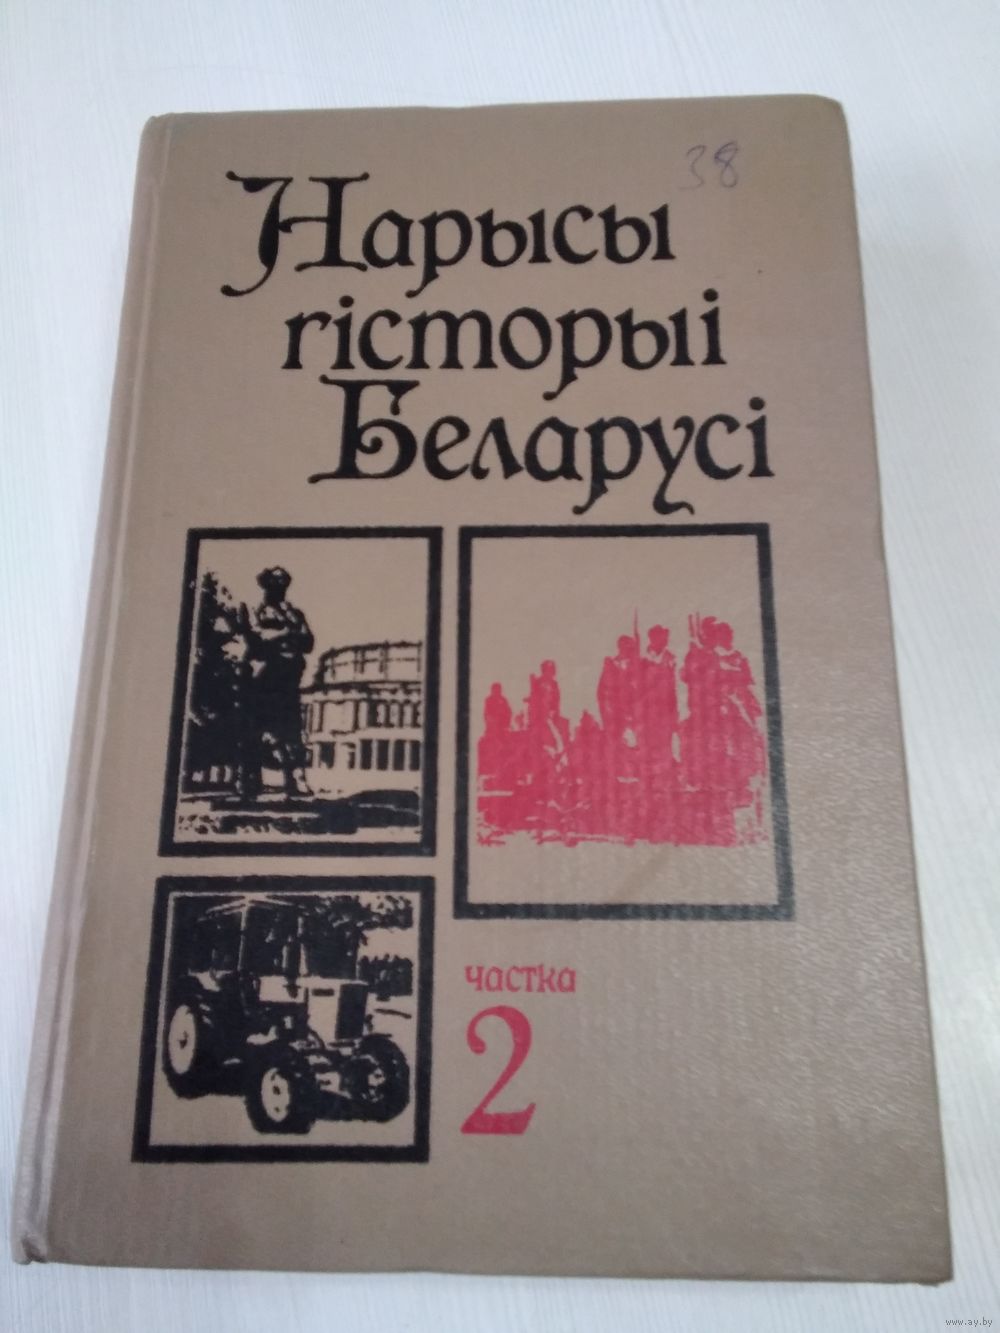 38
Нарысы
гісторыі
Беларусі
частка
2
www.ay.by